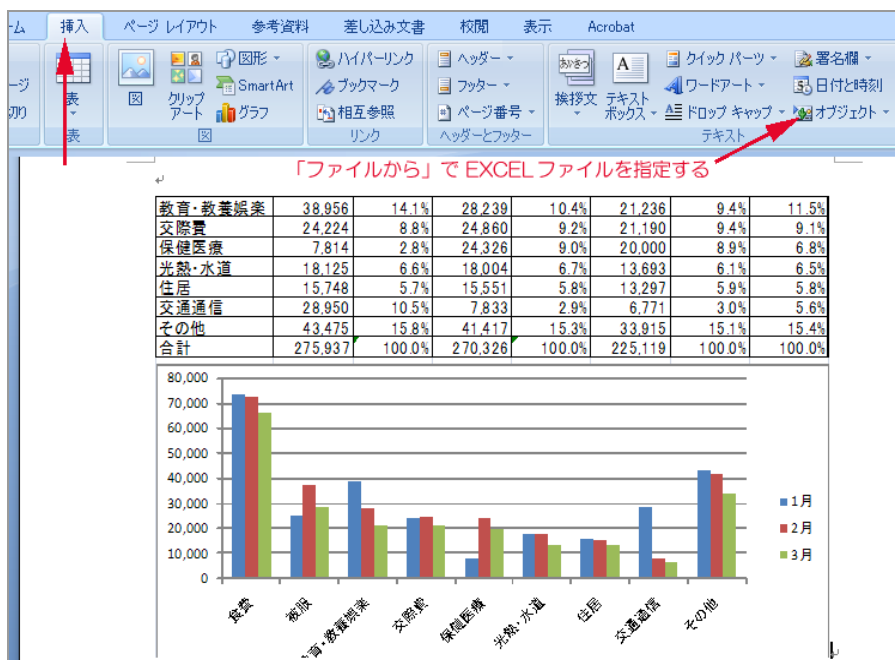 ーム 挿入 ページ レイアウト 参考資料 差し込み文書 校閲 表示 Acrobat
ージ 表 図 クリップ アート 図形 SmartArt グラフ ハイパーリンク ブックマーク 相互参照 ヘッダー フッター ページ番号 挨拶文 テキスト ボックス クイック パーツ ワードアート ドロップ キャップ 署名欄 日付と時刻 オブジェクト
切り 表 図 リンク ヘッダーとフッター テキスト
「ファイルから」で EXCELファイルを指定する
教育・教養娯楽 38,956 14.1% 28,239 10.4% 21,236 9.4% 11.5%
交際費 24,224 8.8% 24,860 9.2% 21,190 9.4% 9.1%
保健医療 7,814 2.8% 24,326 9.0% 20,000 8.9% 6.8%
光熱・水道 18,125 6.6% 18,004 6.7% 13,693 6.1% 6.5%
住居 15,748 5.7% 15,551 5.8% 13,297 5.9% 5.8%
交通通信 28,950 10.5% 7,833 2.9% 6,771 3.0% 5.6%
その他 43,475 15.8% 41,417 15.3% 33,915 15.1% 15.4%
合計 275,937 100.0% 270,326 100.0% 225,119 100.0% 100.0%
80,000
70,000
60,000
50,000
40,000
30,000
20,000
10,000
0
1月
2月
3月
食費 被服 育・教養娯楽 交際費 保健医療 光熱・水道 住居 交通通信 その他